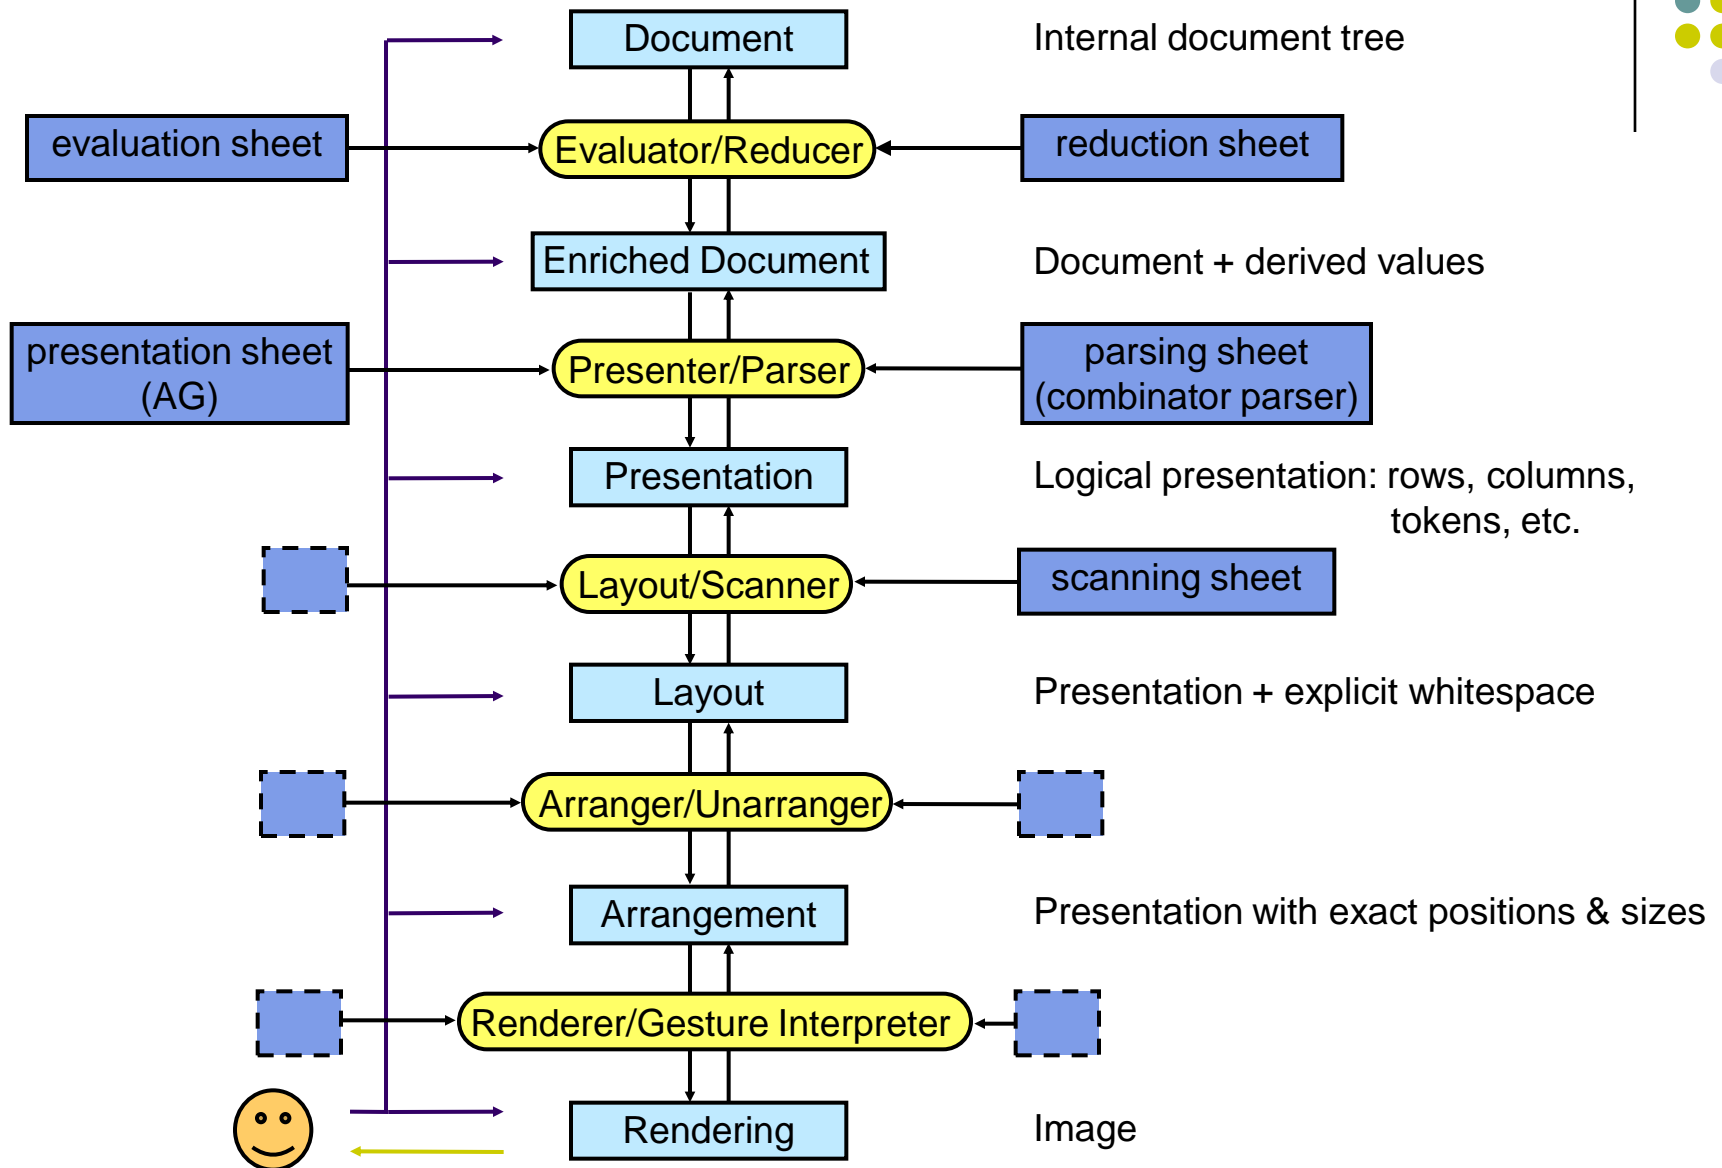 Document
Internal document tree
evaluation sheet
Evaluator/Reducer
reduction sheet
Enriched Document
Document + derived values
presentation sheet
(AG)
Presenter/Parser
parsing sheet
(combinator parser)
Presentation
Logical presentation: rows, columns,
tokens, etc.
Layout/Scanner
scanning sheet
Layout
Presentation + explicit whitespace
Arranger/Unarranger
Arrangement
Presentation with exact positions & sizes
Renderer/Gesture Interpreter
Rendering
Image